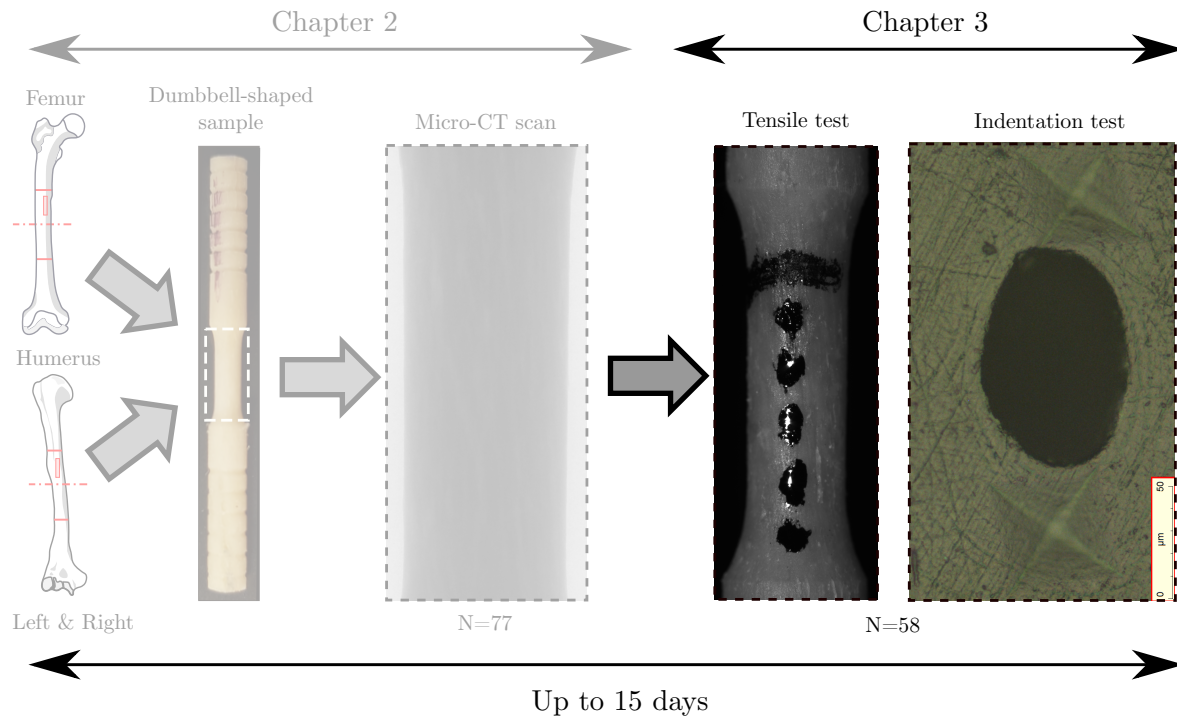 Chapter 2
Chapter 3
Femur
Dumbbell-shaped
sample
Micro-CT scan
Tensile test
Indentation test
Humerus
Left & Right
N=77
N=58
50
µm
0
Up to 15 days